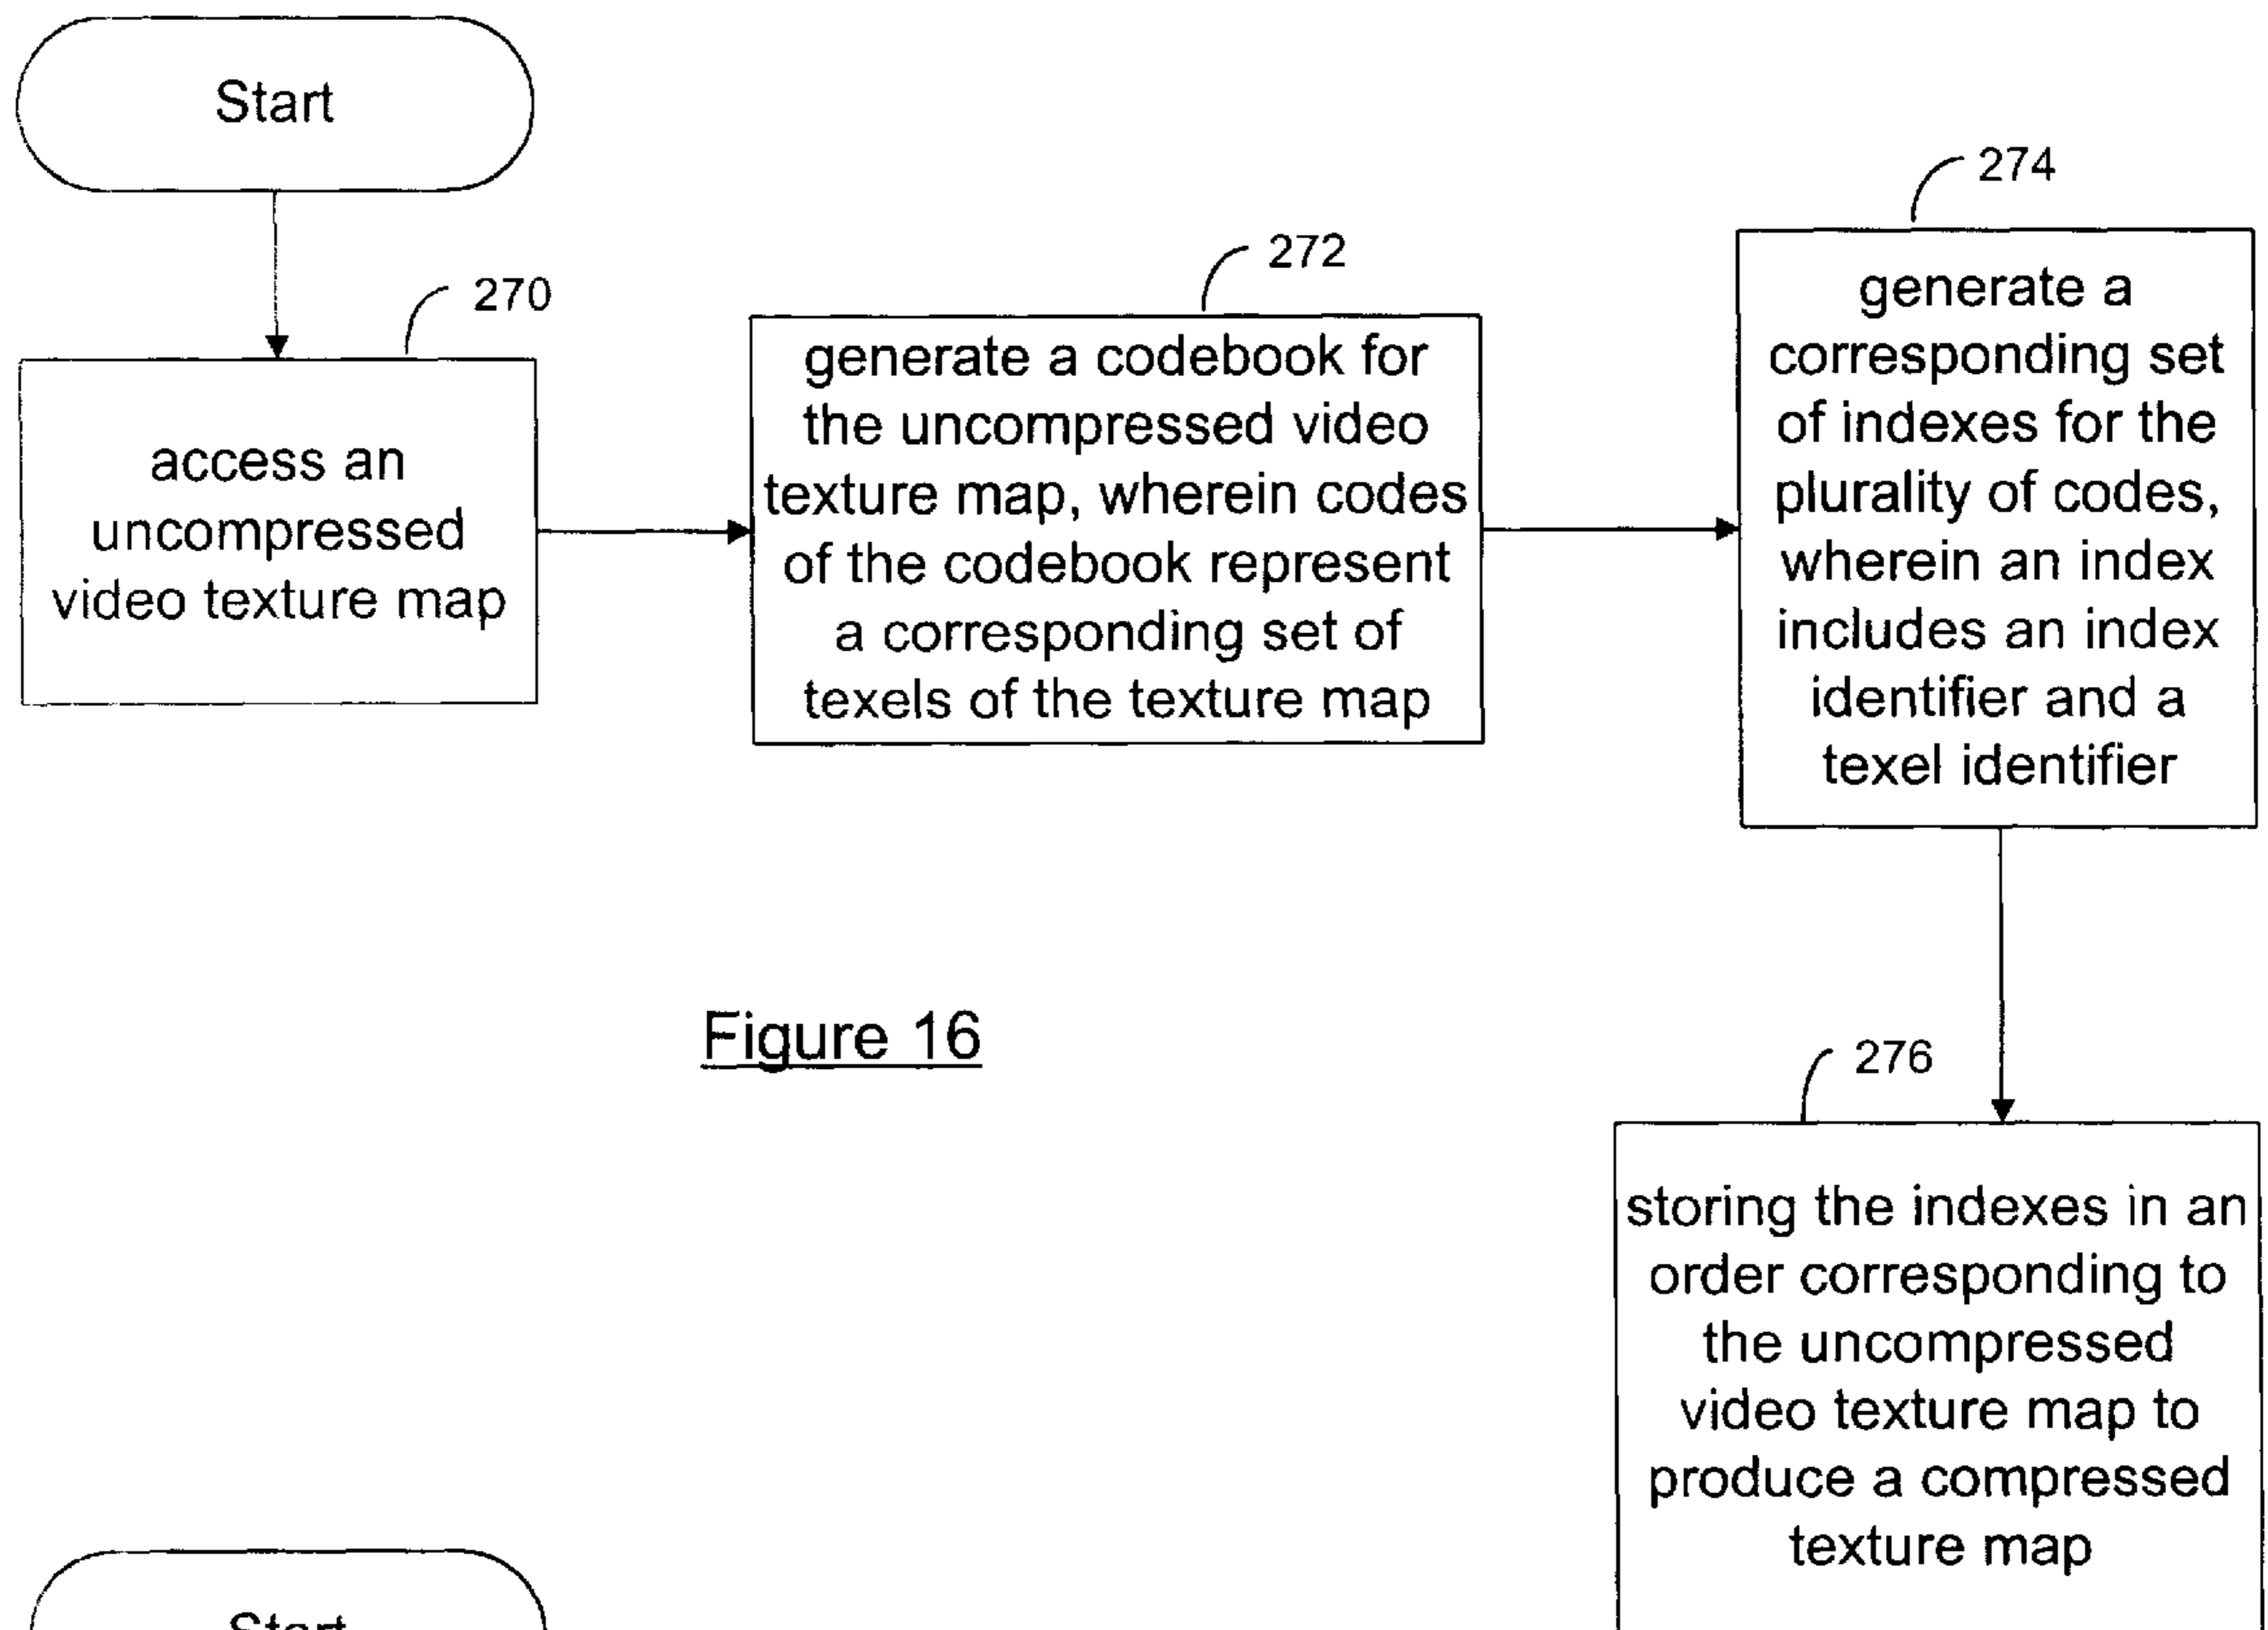 Start
270
access an
uncompressed
video texture map
272
generate a codebook for
the uncompressed video
texture map, wherein codes
of the codebook represent
a corresponding set of
texels of the texture map
274
generate a
corresponding set
of indexes for the
plurality of codes,
wherein an index
includes an index
identifier and a
texel identifier
Figure 16
276
storing the indexes in an
order corresponding to
the uncompressed
video texture map to
produce a compressed
texture map
Start